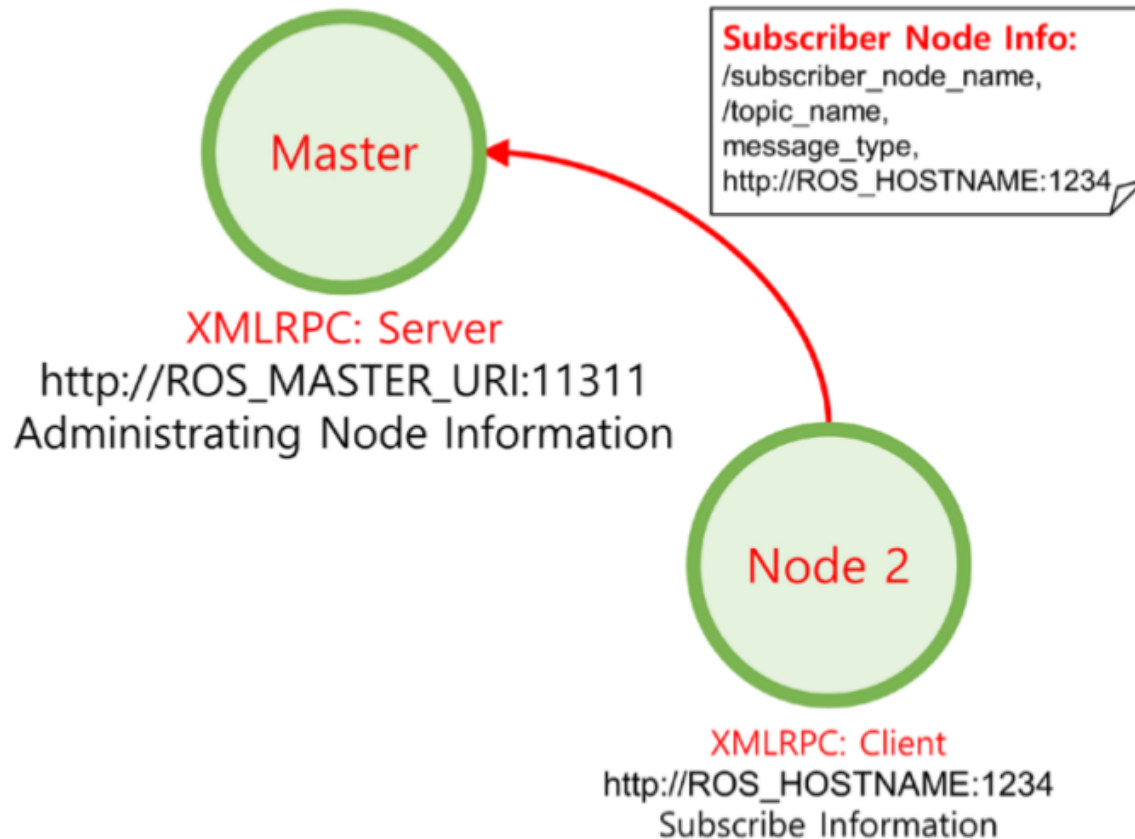 Subscriber Node Info:
/subscriber_node_name,
/topic_name,
message_type,
http://ROS_HOSTNAME:1234
Master
XMLRPC: Server
http://ROS_MASTER_URI:11311
Administrating Node Information
Node 2
XMLRPC: Client
http://ROS_HOSTNAME:1234
Subscribe Information